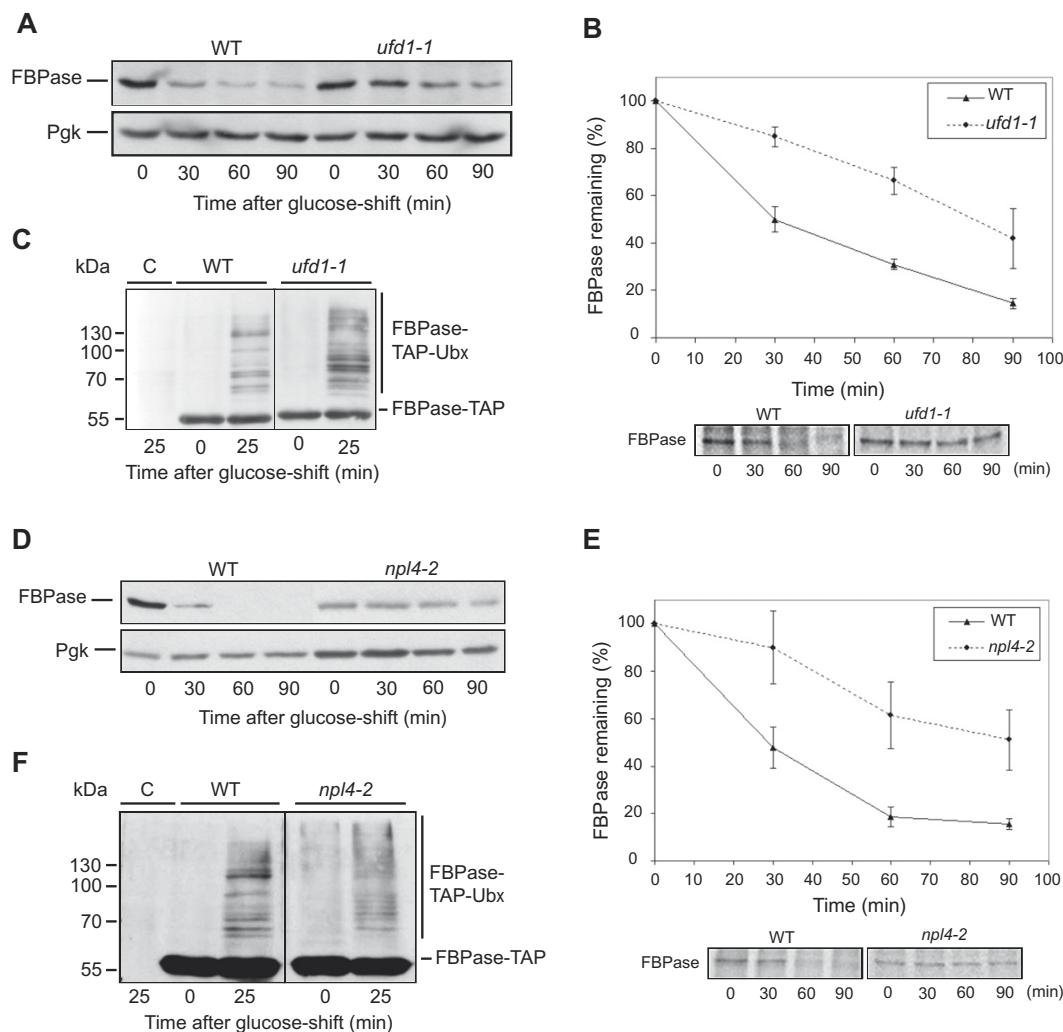 A
WT ufd1-1
FBPase
Pgk
0 30 60 90 0 30 60 90
Time after glucose-shift (min)
B
FBPase remaining (%)
100
80
60
40
20
0
WT
ufd1-1
0 10 20 30 40 50 60 70 80 90 100
Time (min)
WT ufd1-1
FBPase
0 30 60 90 0 30 60 90 (min)
C
kDa C WT ufd1-1
130
100
70
55
FBPase-
TAP-Ubx
FBPase-TAP
25 0 25 0 25
Time after glucose-shift (min)
D
WT npl4-2
FBPase
Pgk
0 30 60 90 0 30 60 90
Time after glucose-shift (min)
E
FBPase remaining (%)
100
80
60
40
20
0
WT
npl4-2
0 10 20 30 40 50 60 70 80 90 100
Time (min)
WT npl4-2
FBPase
0 30 60 90 0 30 60 90 (min)
F
kDa C WT npl4-2
130
100
70
55
FBPase-
TAP-Ubx
FBPase-TAP
25 0 25 0 25
Time after glucose-shift (min)